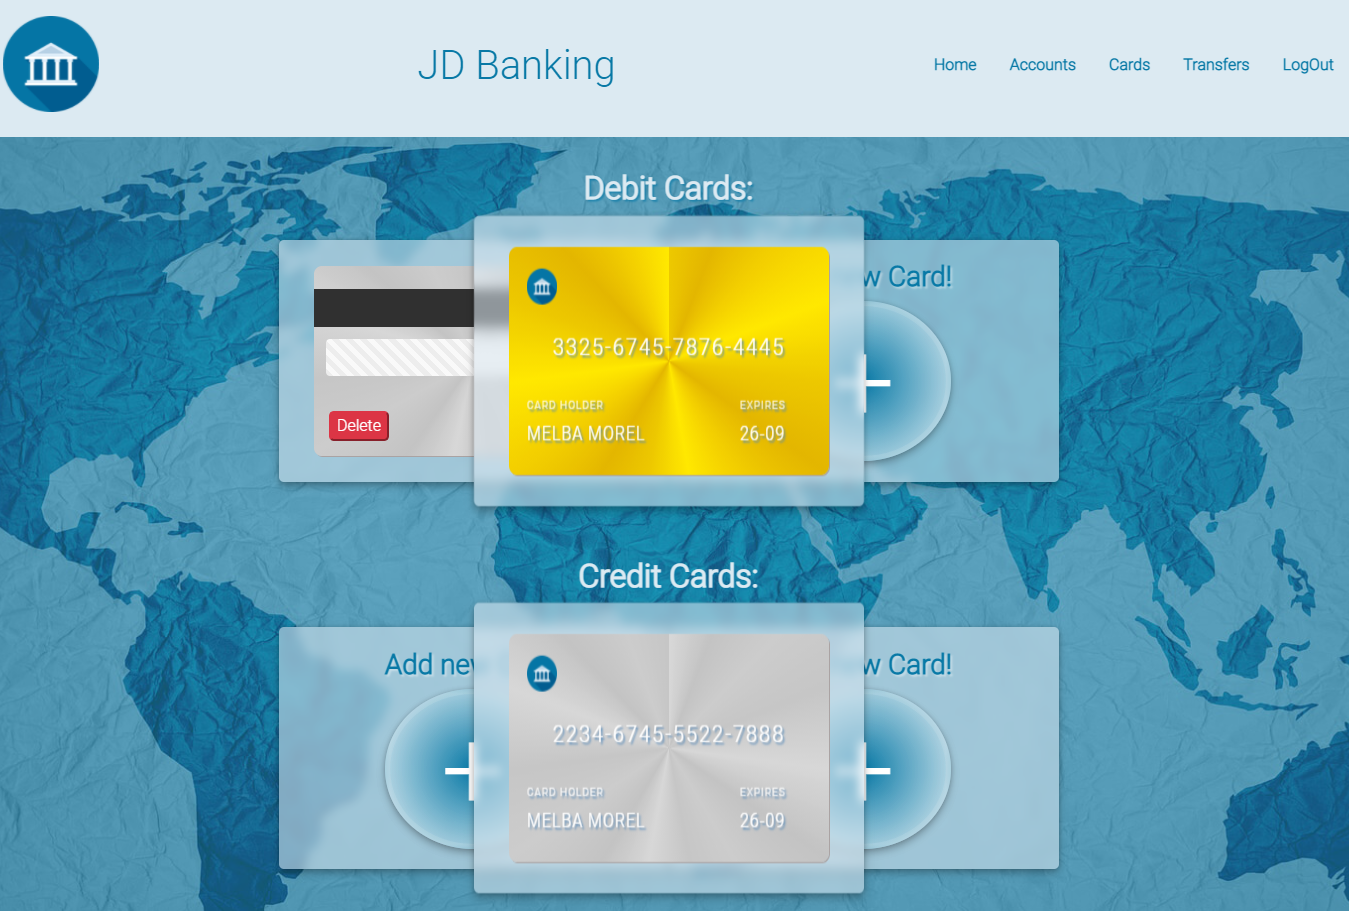 JD Banking
Home Accounts Cards Transfers LogOut
Debit Cards:
Delete
3325-6745-7876-4445
CARD HOLDER EXPIRES
MELBA MOREL 26-09
w Card!
Credit Cards:
Add new
2234-6745-5522-7888
CARD HOLDER EXPIRES
MELBA MOREL 26-09
w Card!